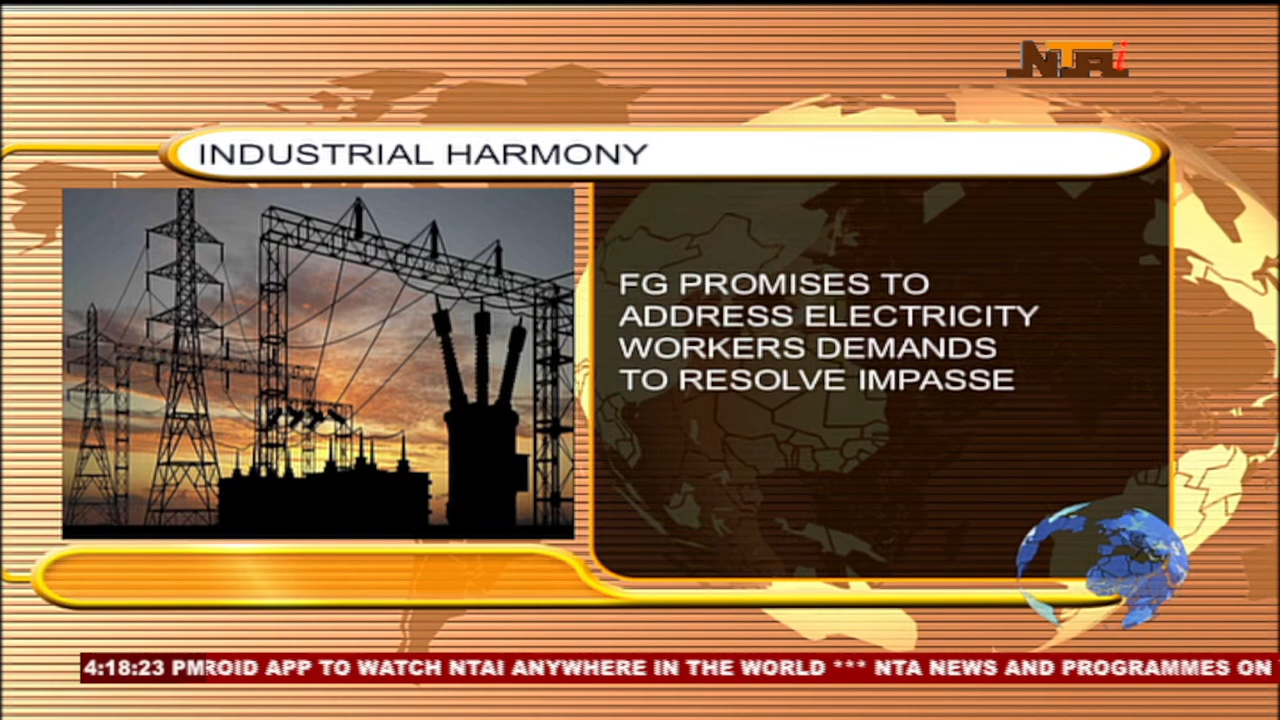 NTAi
INDUSTRIAL HARMONY
FG PROMISES TO
ADDRESS ELECTRICITY
WORKERS DEMANDS
TO RESOLVE IMPASSE
4:18:23 PM ROID APP TO WATCH NTAI ANYWHERE IN THE WORLD *** NTA NEWS AND PROGRAMMES ON